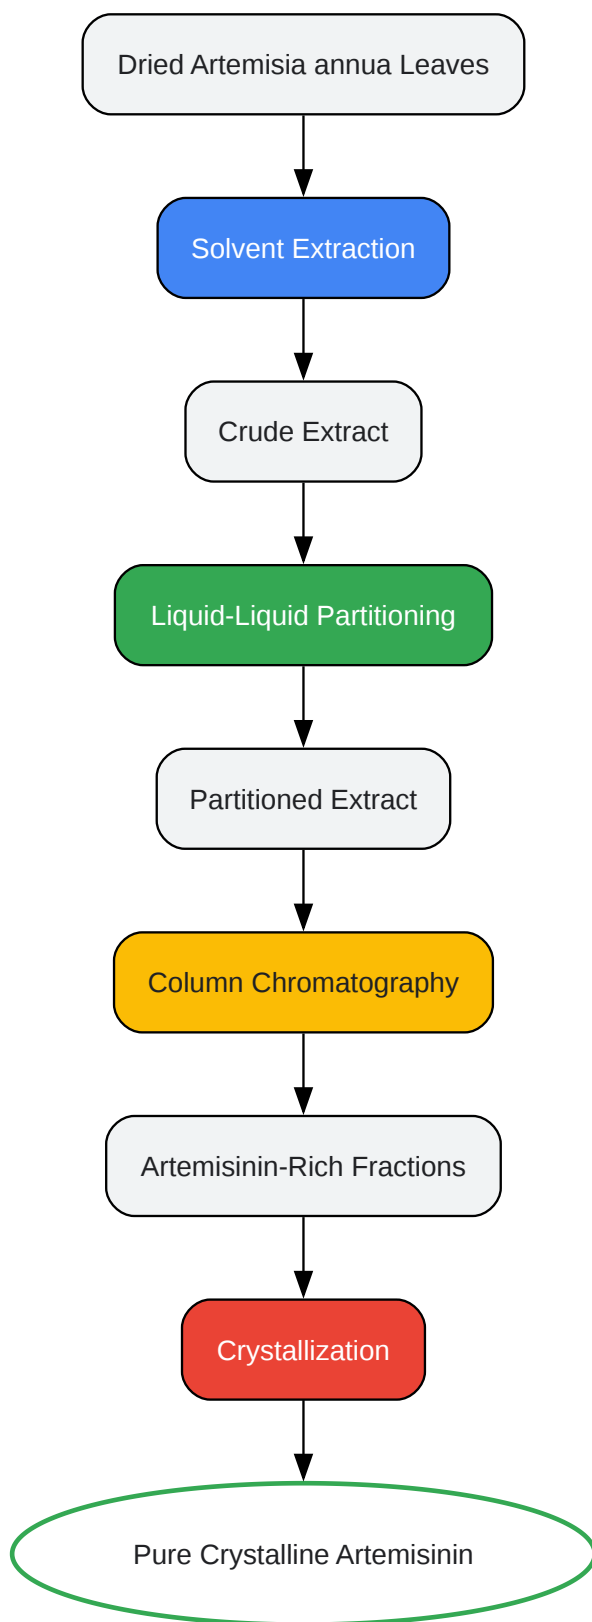 Dried Artemisia annua Leaves
Solvent Extraction
Crude Extract
Liquid-Liquid Partitioning
Partitioned Extract
Column Chromatography
Artemisinin-Rich Fractions
Crystallization
Pure Crystalline Artemisinin